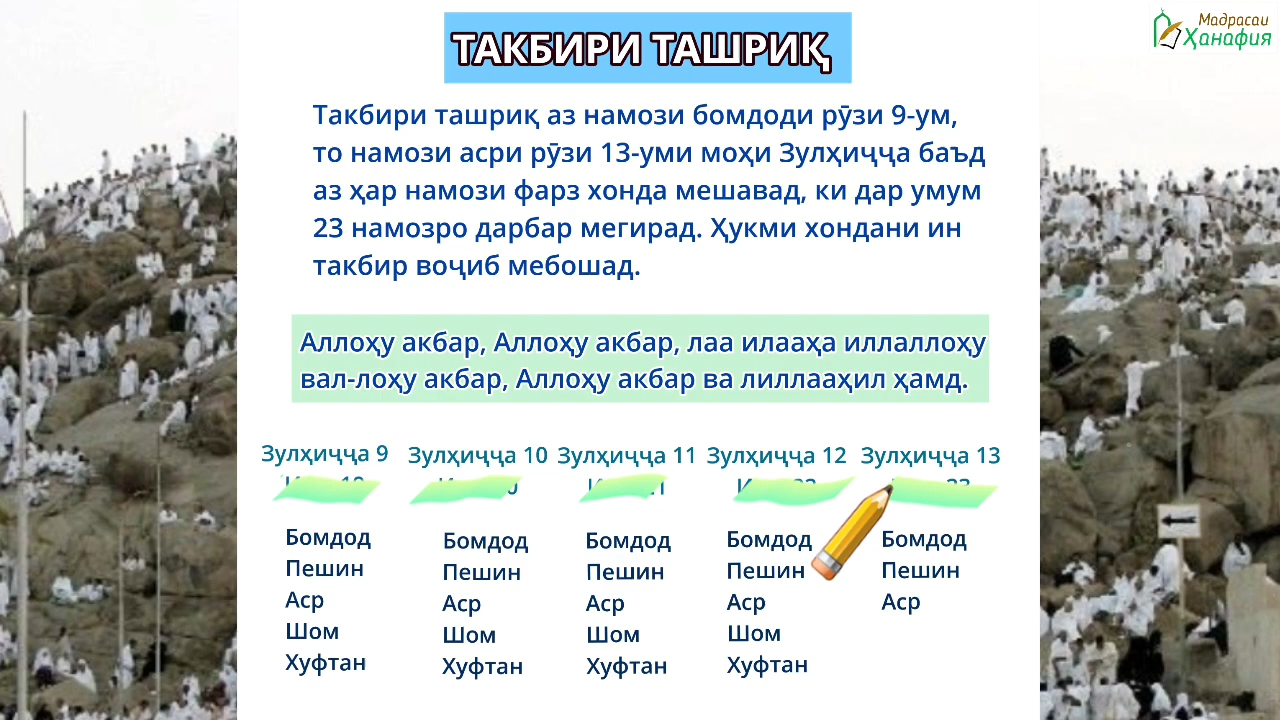 ТАКБИРИ ТАШРИҚ
Мадрасаи
Ҳанафия
Такбири ташриқ аз намози бомдоди рӯзи 9-ум,
то намози асри рӯзи 13-уми моҳи Зулҳиҷҷа баъд
аз ҳар намози фарз хонда мешавад, ки дар умум
23 намозро дарбар мегирад. Ҳукми хондани ин
такбир воҷиб мебошад.
Аллоҳу акбар, Аллоҳу акбар, лаа илааҳа иллаллоҳу
вал-лоҳу акбар, Аллоҳу акбар ва лиллааҳил ҳамд.
Зулҳиҷҷа 9 Зулҳиҷҷа 10 Зулҳиҷҷа 11 Зулҳиҷҷа 12 Зулҳиҷҷа 13
Бомдод Бомдод Бомдод Бомдод Бомдод
Пешин Пешин Пешин Пешин Пешин
Аср Аср Аср Аср Аср
Шом Шом Шом Шом
Хуфтан Хуфтан Хуфтан Хуфтан